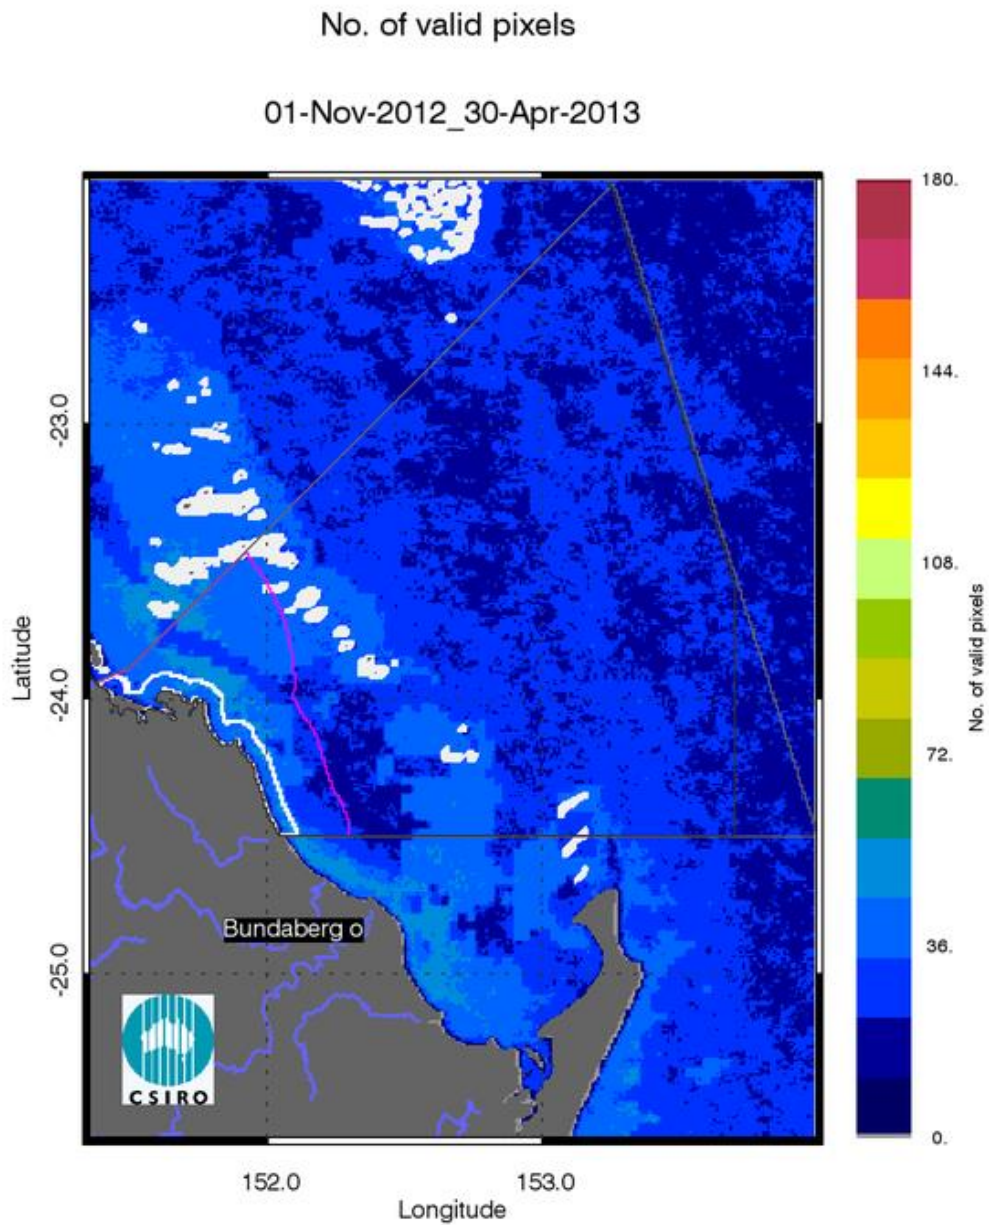 No. of valid pixels
01-Nov-2012_30-Apr-2013
180.
144.
108.
72.
36.
0.
No. of valid pixels
-23.0
-24.0
-25.0
Latitude
Bundaberg o
CSIRO
152.0
153.0
Longitude